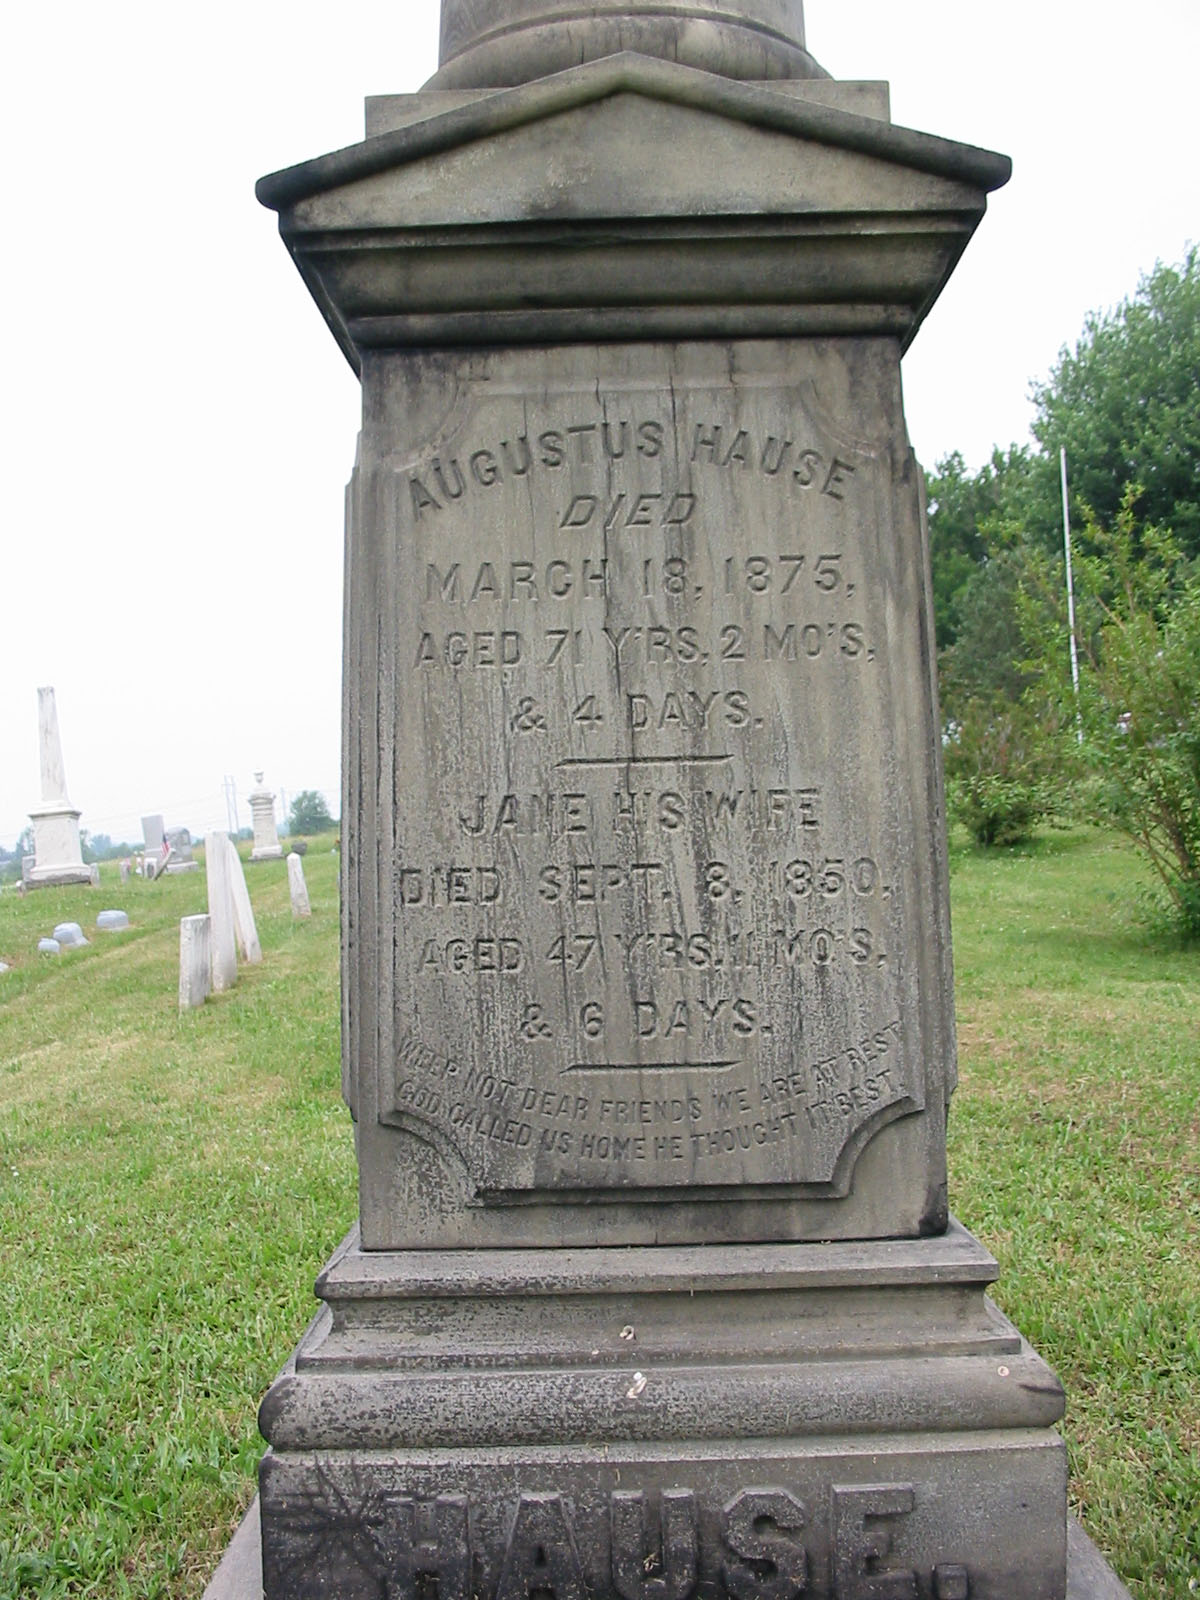 AUGUSTUS HAUSE
DIED
MARCH 18, 1875,
AGED 71 Y'RS, 2 MO'S,
& 4 DAYS.
JANE HIS WIFE
DIED SEPT. 8, 1850,
AGED 47 Y'RS, 11 MO'S,
& 6 DAYS.
WEEP NOT DEAR FRIENDS WE ARE AT REST
GOD CALLED US HOME HE THOUGHT IT BEST
HAUSE.